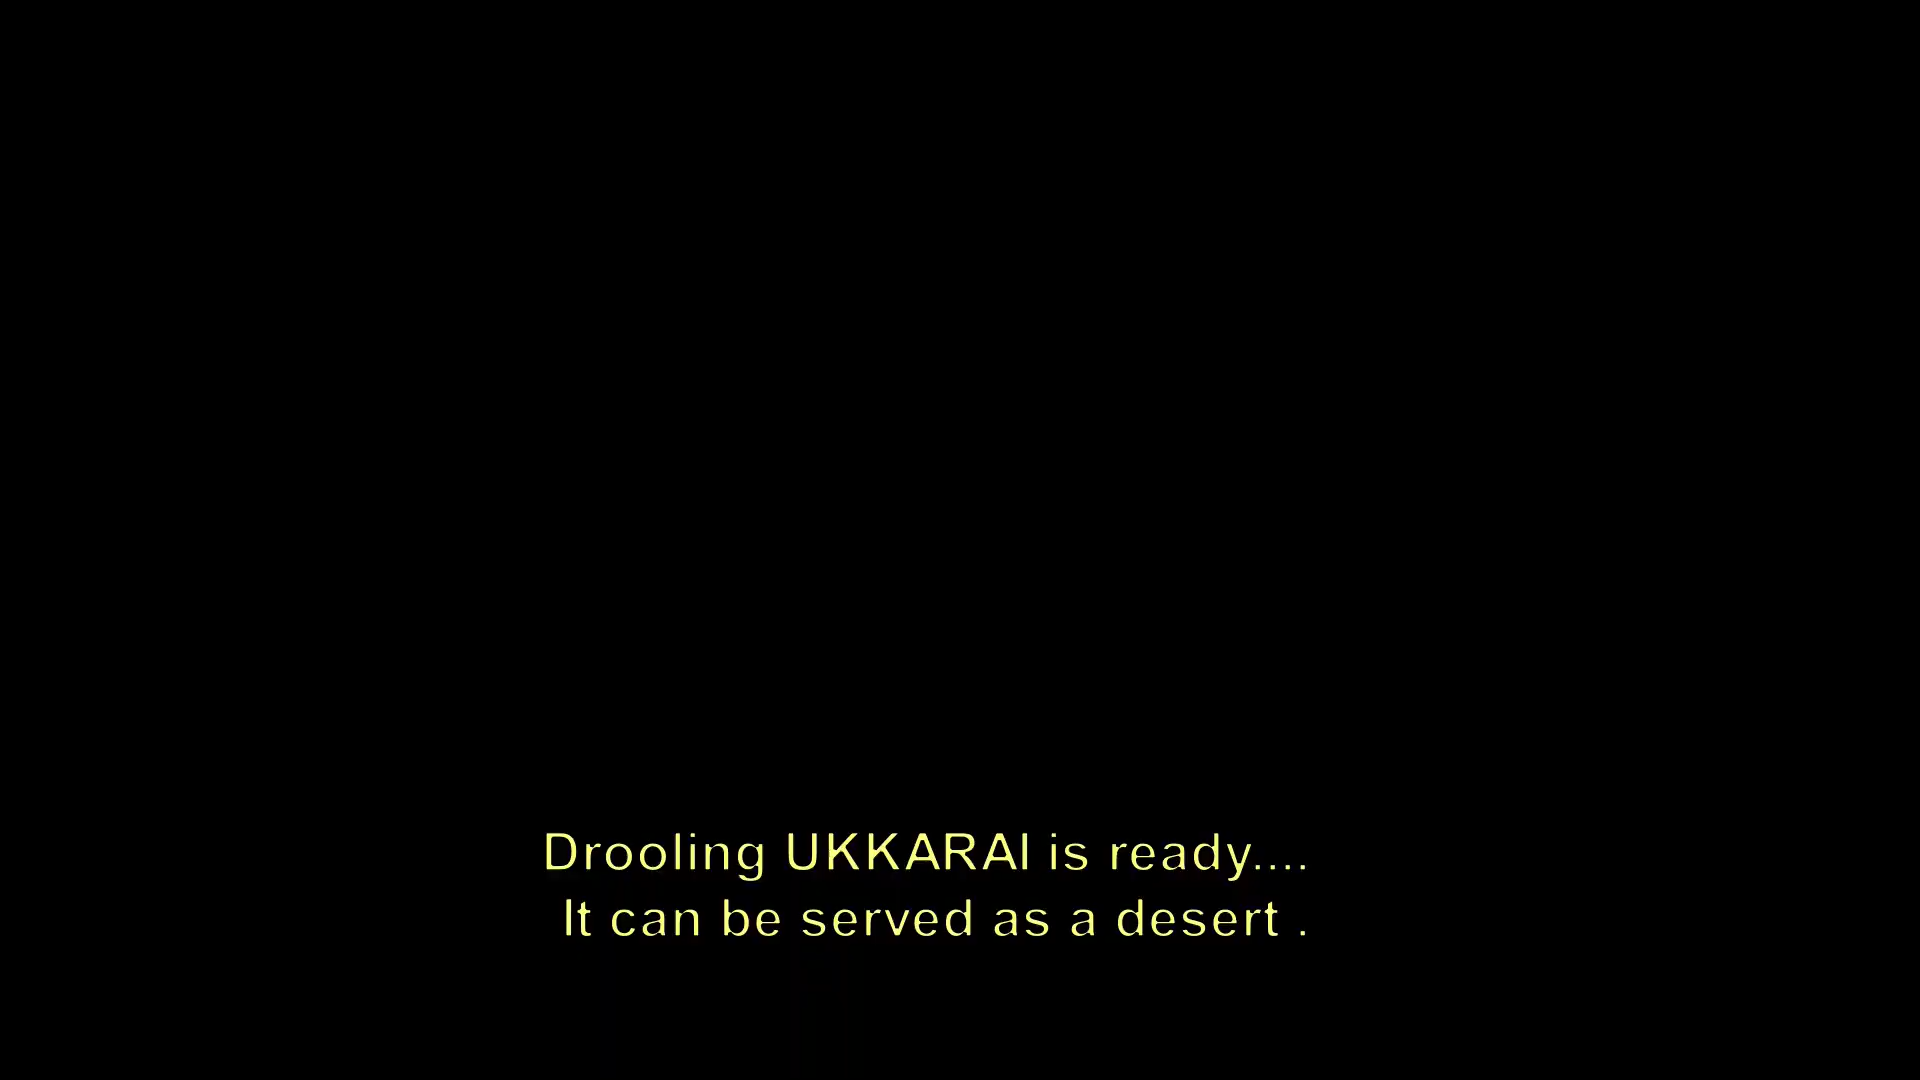 Drooling UKKARAI is ready....
It can be served as a desert .